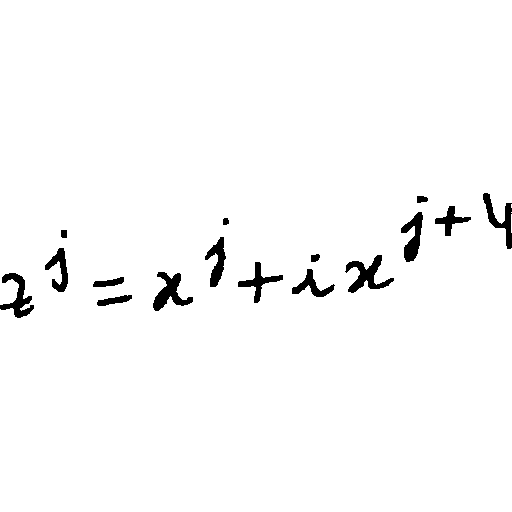 z^j = x^j + i x^{j+4}